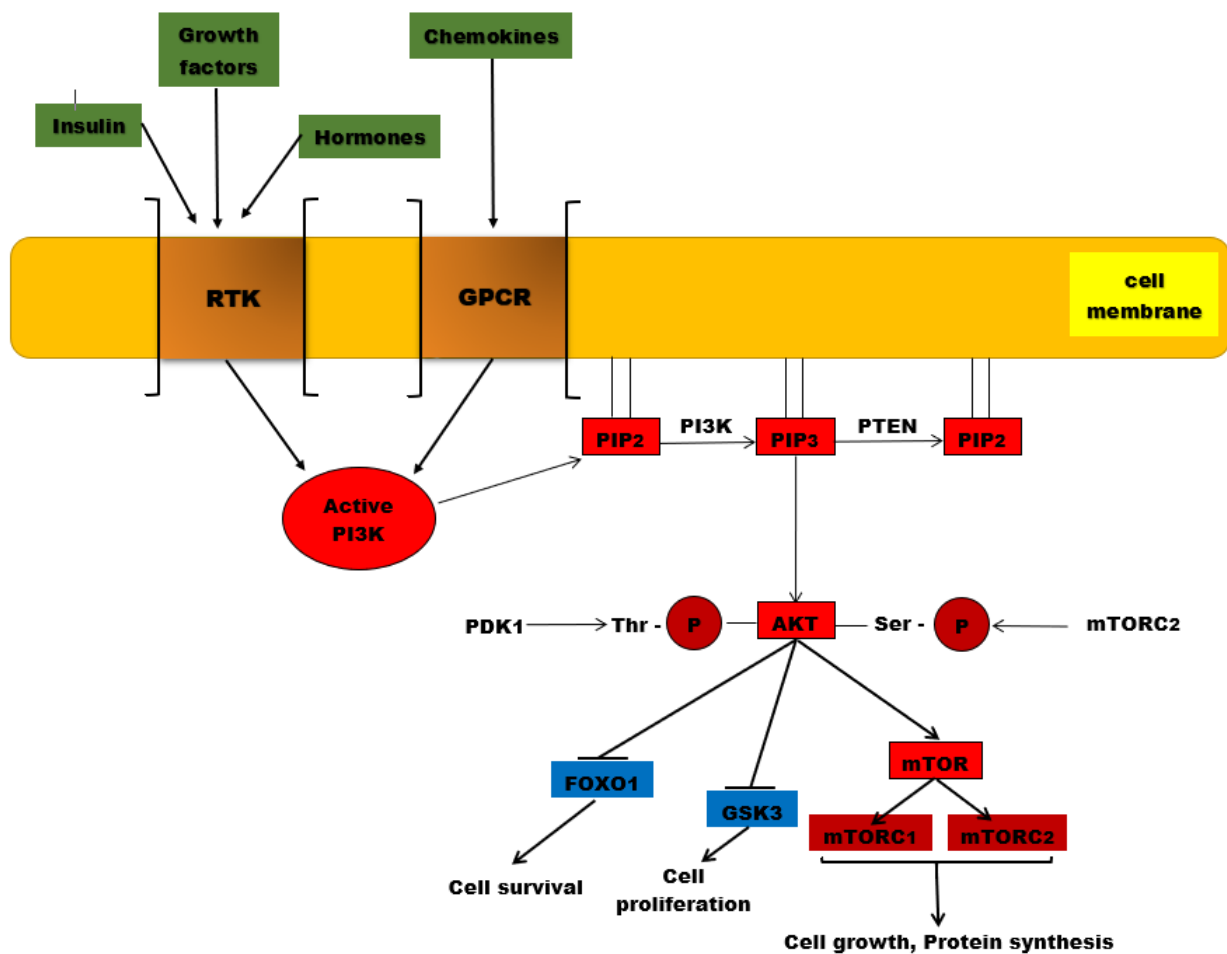 Growth
factors
Chemokines
Insulin
Hormones
RTK
GPCR
cell
membrane
PIP2
PI3K
PIP3
PTEN
PIP2
Active
PI3K
PDK1
Thr -
P
AKT
Ser -
P
mTORC2
FOXO1
GSK3
mTOR
mTORC1
mTORC2
Cell survival
Cell
proliferation
Cell growth, Protein synthesis